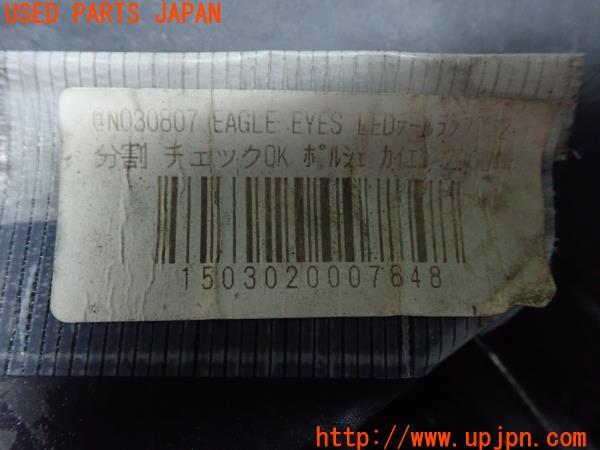 USED PARTS JAPAN
@N030807 EAGLE EYES LEDテールランプ
分割 チェックOK ポルシェ カイエン
1503020007848
http://www.upjpn.com